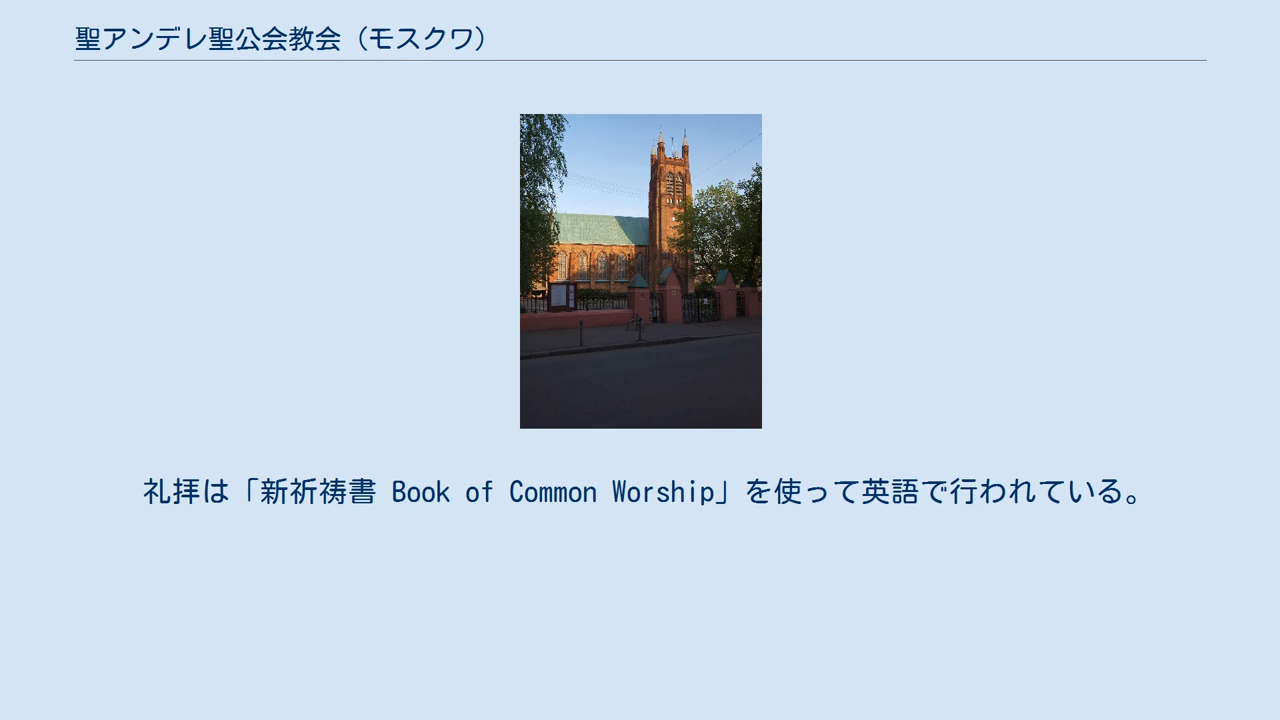 聖アンデレ聖公会教会（モスクワ）
礼拝は「新祈祷書 Book of Common Worship」を使って英語で行われている。